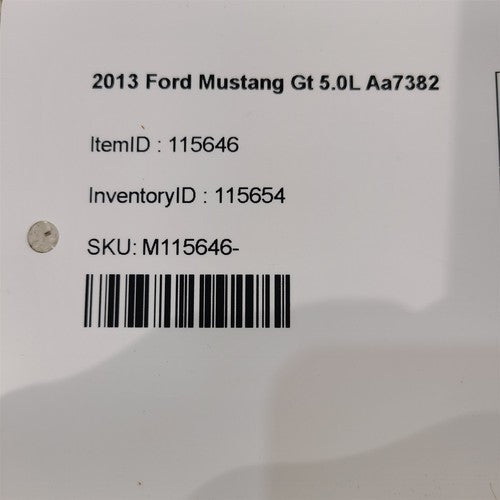 2013 Ford Mustang Gt 5.0L Aa7382
ItemID : 115646
InventoryID : 115654
SKU: M115646-